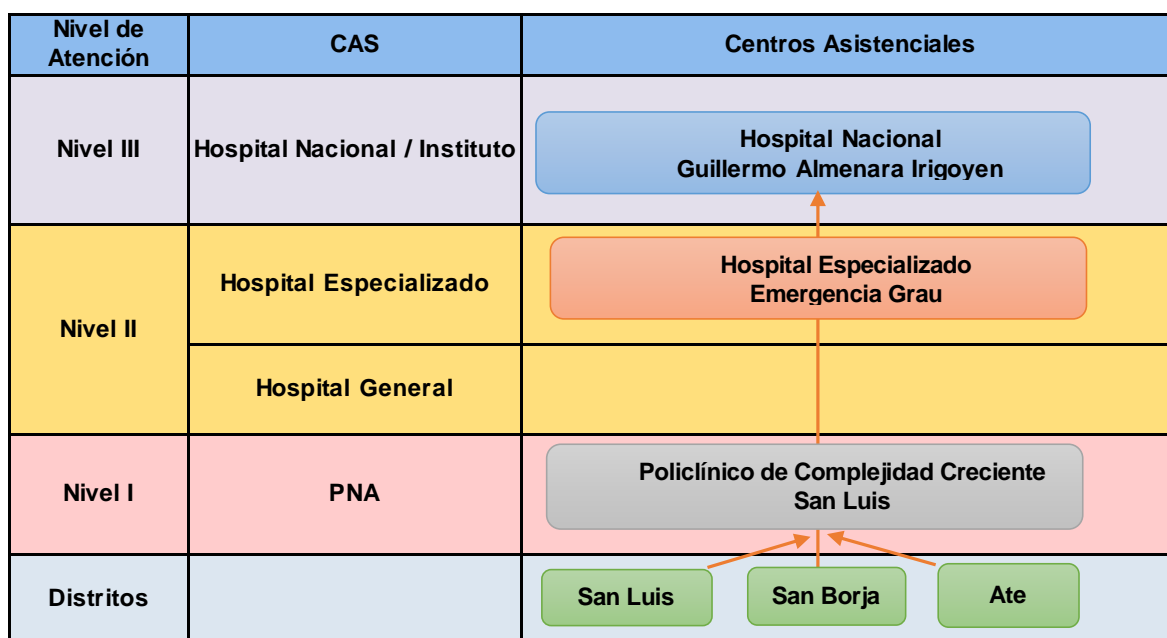 Nivel de
Atención
CAS
Centros Asistenciales
Nivel III
Hospital Nacional / Instituto
Hospital Nacional
Guillermo Almenara Irigoyen
Nivel II
Hospital Especializado
Hospital Especializado
Emergencia Grau
Hospital General
Nivel I
PNA
Policlínico de Complejidad Creciente
San Luis
Distritos
San Luis
San Borja
Ate